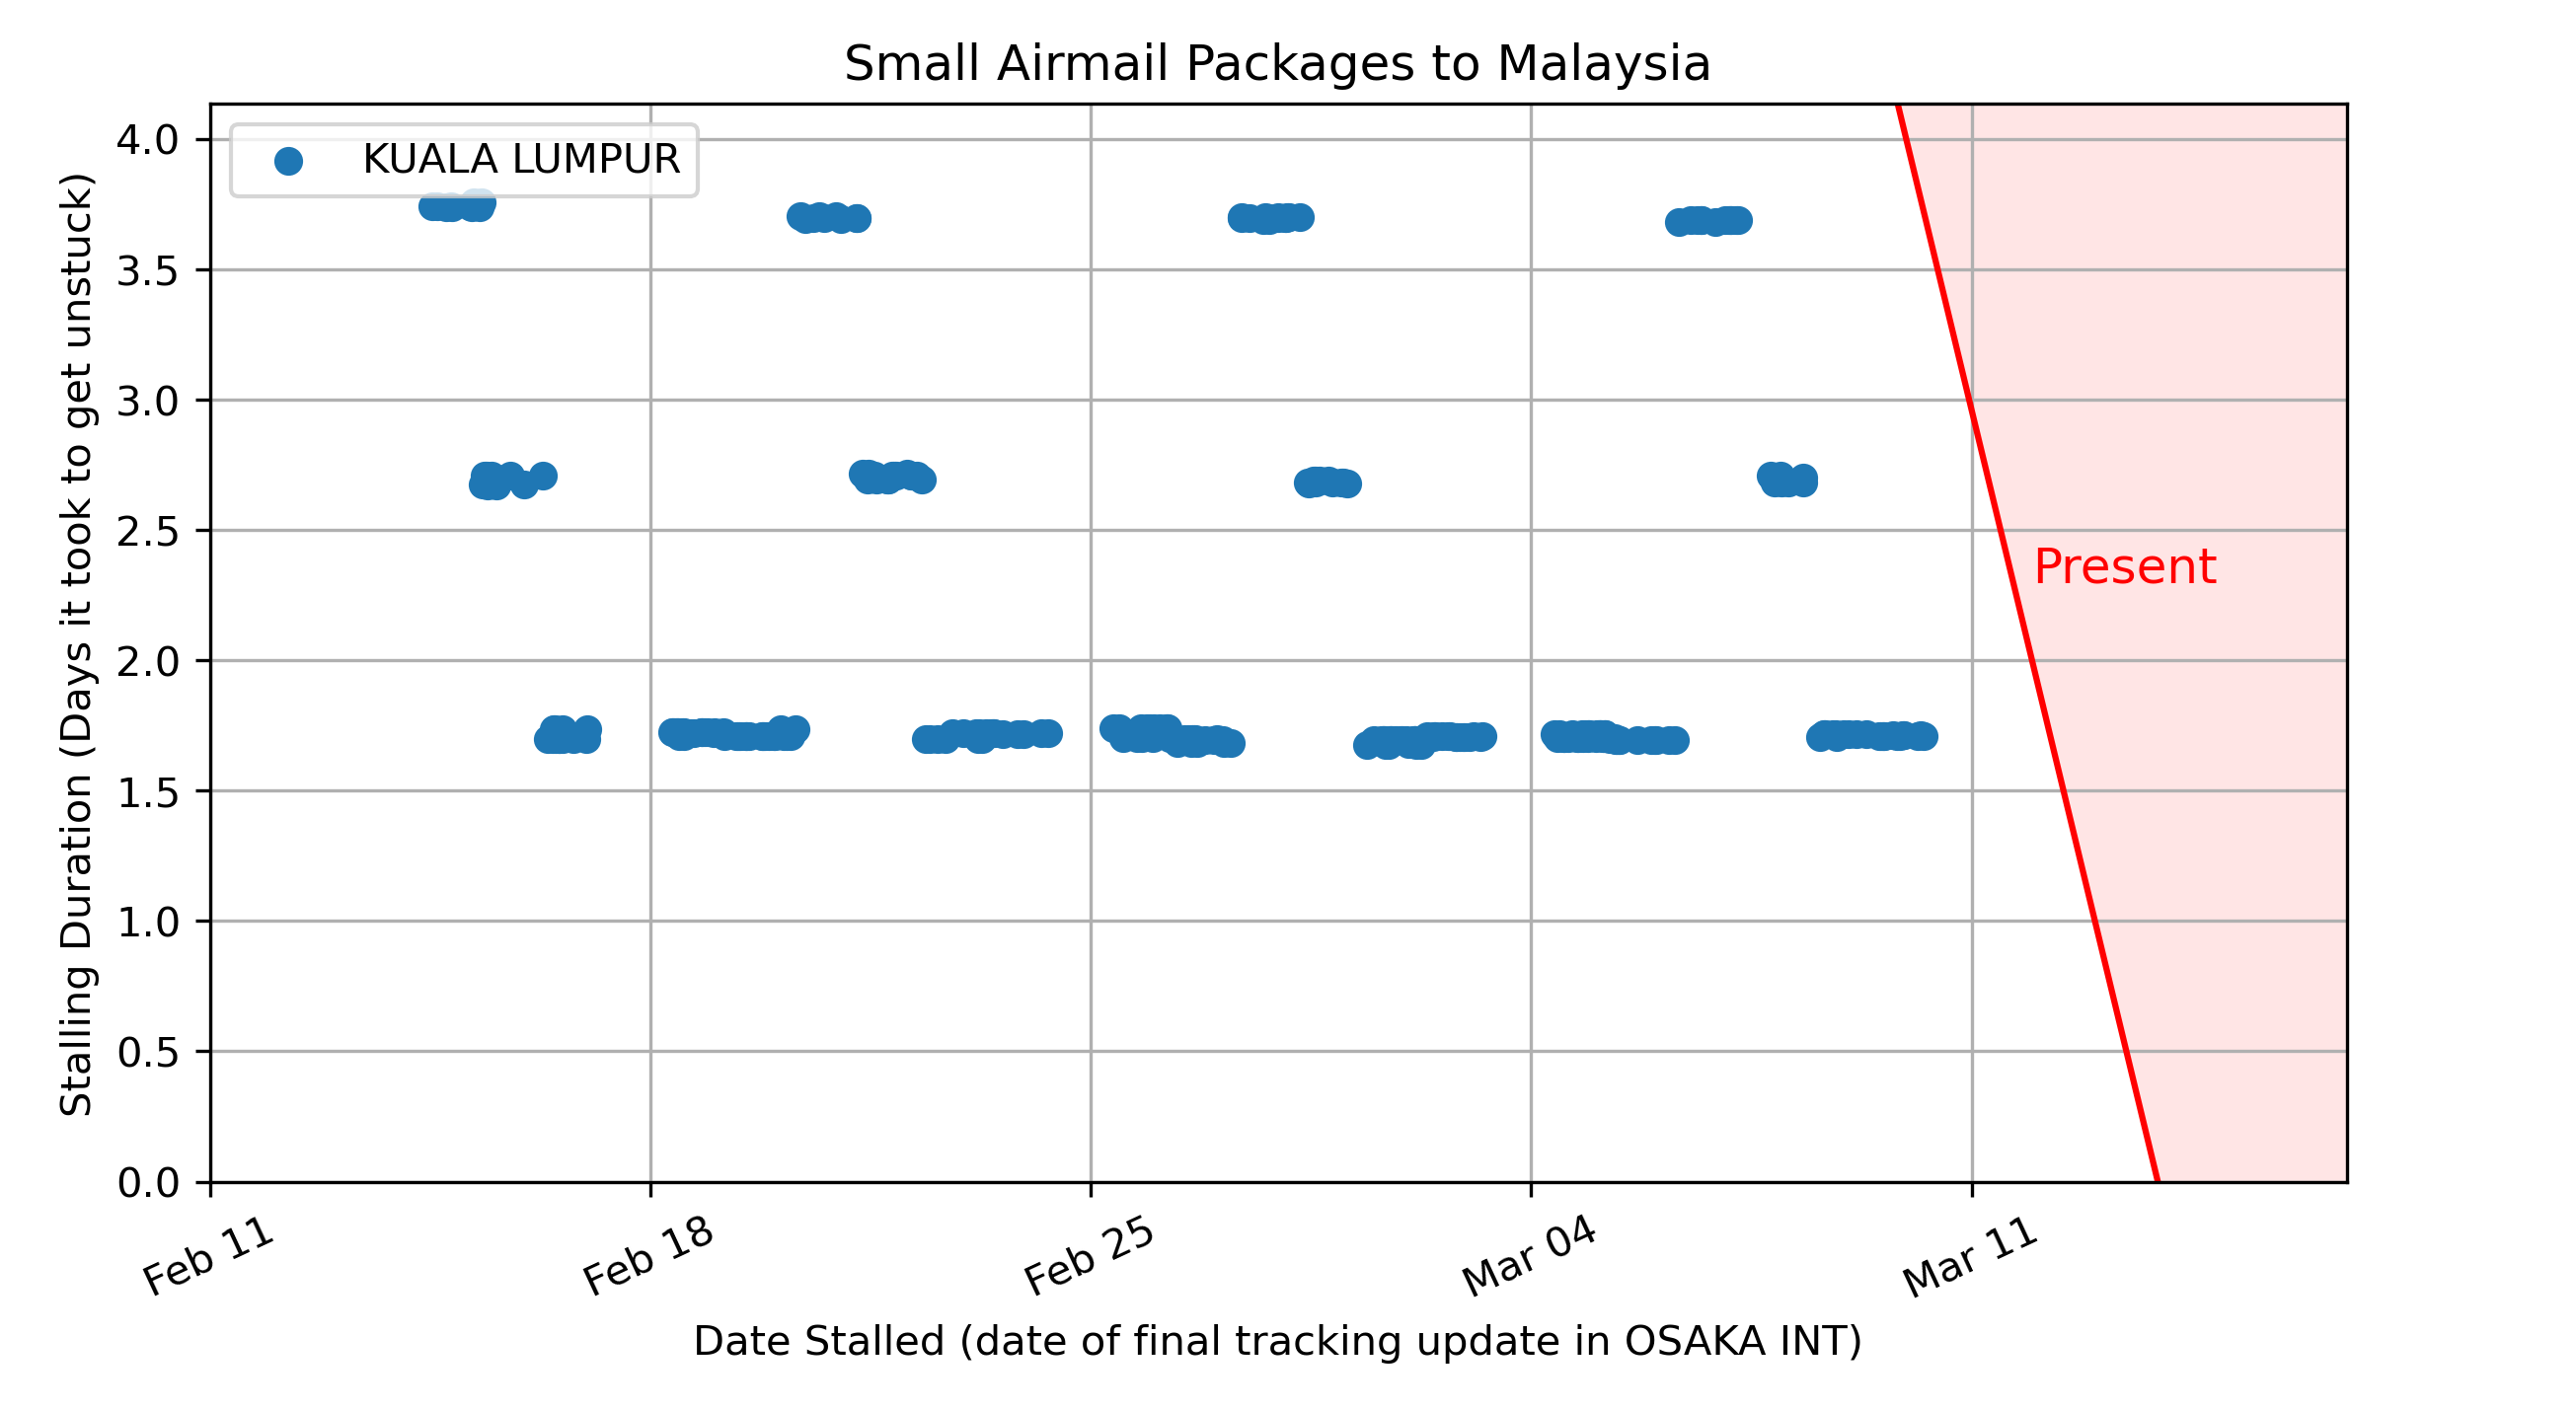 Small Airmail Packages to Malaysia
KUALA LUMPUR
Stalling Duration (Days it took to get unstuck)
4.0
3.5
3.0
2.5
2.0
1.5
1.0
0.5
0.0
Present
Feb 11
Feb 18
Feb 25
Mar 04
Mar 11
Date Stalled (date of final tracking update in OSAKA INT)